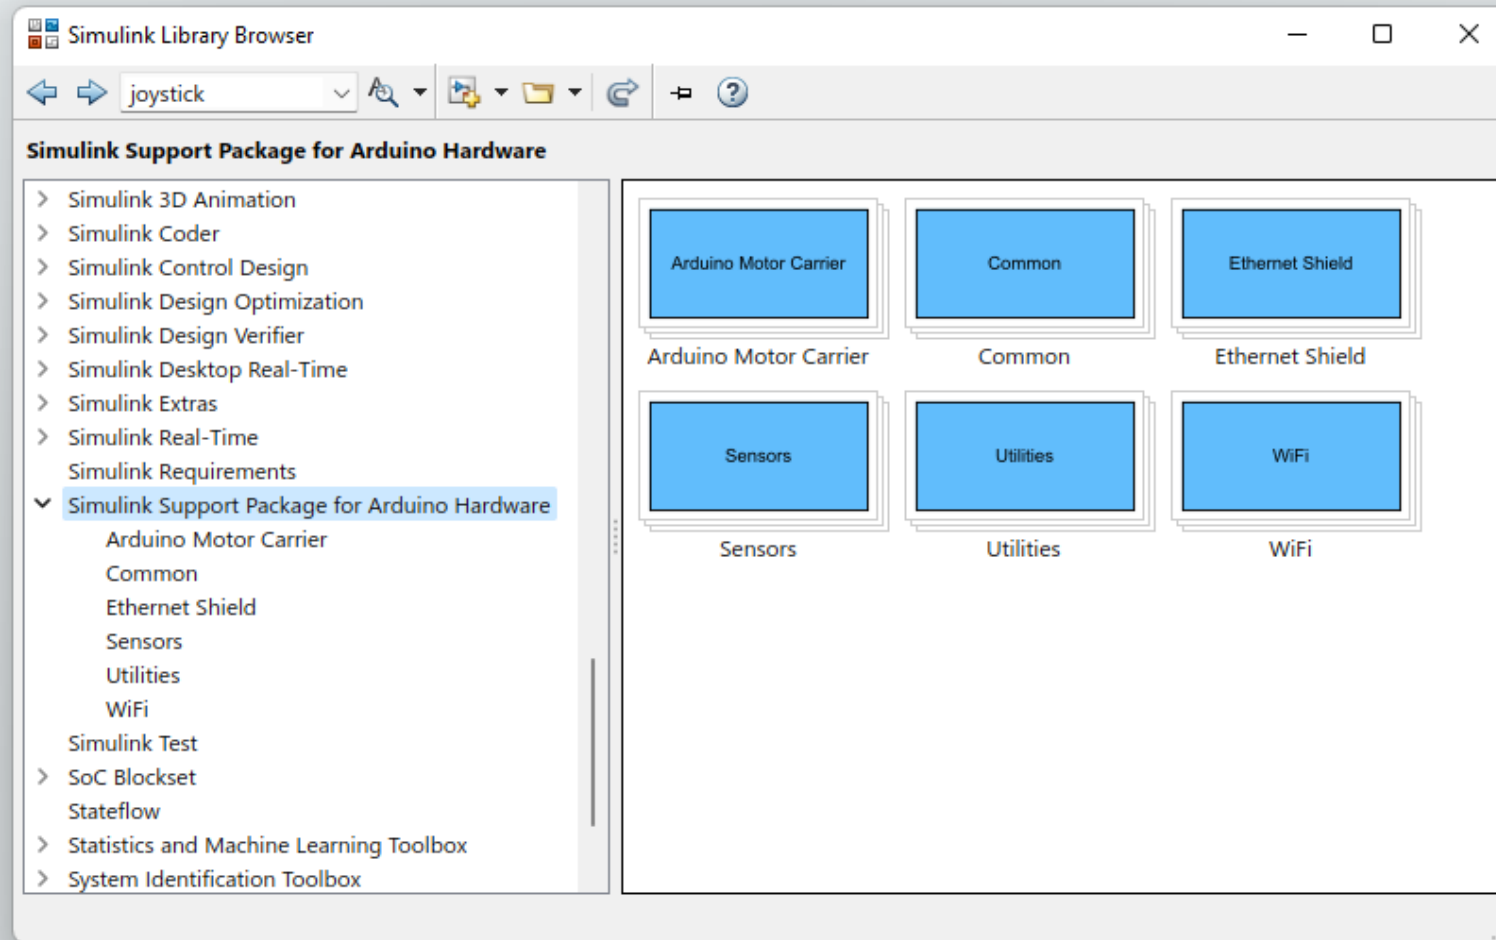 Simulink Library Browser
joystick
Simulink Support Package for Arduino Hardware
Simulink 3D Animation
Simulink Coder
Simulink Control Design
Simulink Design Optimization
Simulink Design Verifier
Simulink Desktop Real-Time
Simulink Extras
Simulink Real-Time
Simulink Requirements
Simulink Support Package for Arduino Hardware
Arduino Motor Carrier
Common
Ethernet Shield
Sensors
Utilities
WiFi
Simulink Test
SoC Blockset
Stateflow
Statistics and Machine Learning Toolbox
System Identification Toolbox
Arduino Motor Carrier
Common
Ethernet Shield
Arduino Motor Carrier
Common
Ethernet Shield
Sensors
Utilities
WiFi
Sensors
Utilities
WiFi